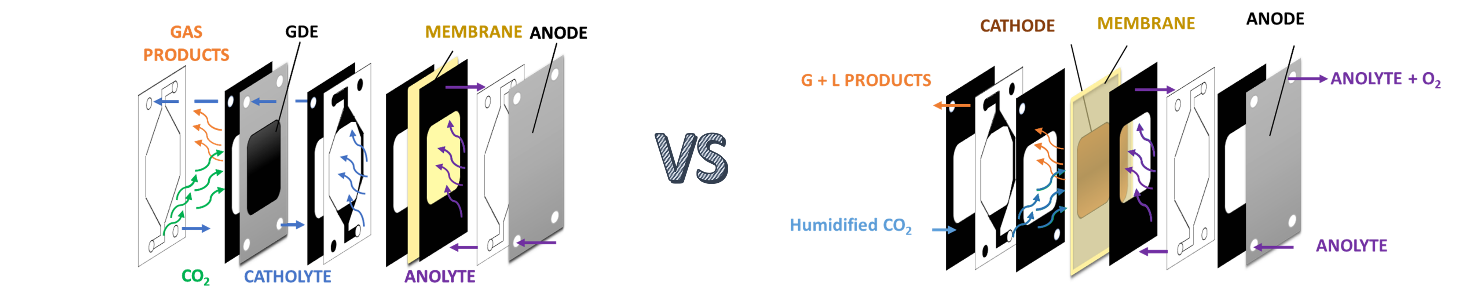 GAS
PRODUCTS
GDE
MEMBRANE
ANODE
CO₂
CATHOLYTE
ANOLYTE
VS
CATHODE
MEMBRANE
ANODE
G + L PRODUCTS
ANOLYTE + O₂
Humidified CO₂
ANOLYTE